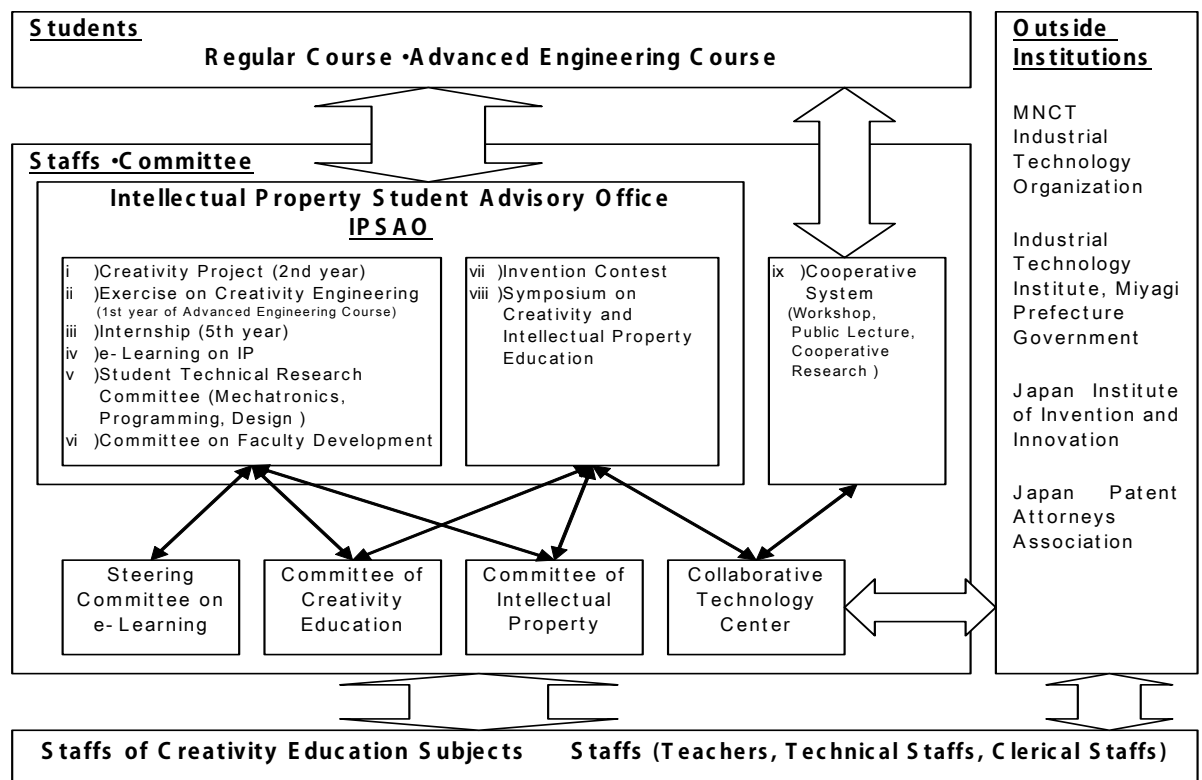 Students
Regular Course •Advanced Engineering Course
Staffs •Committee
Intellectual Property Student Advisory Office
IPSAO
i )Creativity Project (2nd year)
ii )Exercise on Creativity Engineering
(1st year of Advanced Engineering Course)
iii )Internship (5th year)
iv )e- Learning on IP
v )Student Technical Research
Committee (Mechatronics,
Programming, Design )
vi )Committee on Faculty Development
vii )Invention Contest
viii )Symposium on
Creativity and
Intellectual Property
Education
ix )Cooperative
System
(Workshop,
Public Lecture,
Cooperative
Research )
Steering
Committee on
e- Learning
Committee of
Creativity
Education
Committee of
Intellectual
Property
Collaborative
Technology
Center
Outside
Institutions
MNCT
Industrial
Technology
Organization
Industrial
Technology
Institute, Miyagi
Prefecture
Government
Japan Institute
of Invention and
Innovation
Japan Patent
Attorneys
Association
Staffs of Creativity Education Subjects Staffs (Teachers, Technical Staffs, Clerical Staffs)